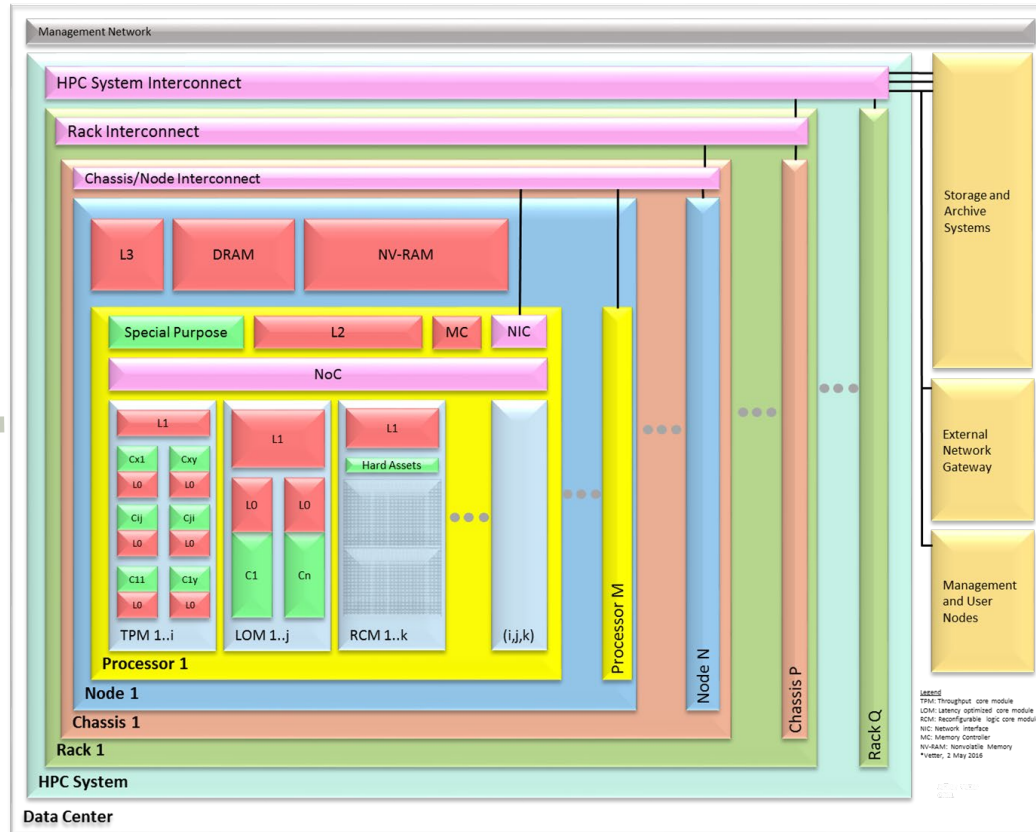 Management Network
HPC System Interconnect
Rack Interconnect
Chassis/Node Interconnect
Storage and
Archive
Systems
L3
DRAM
NV-RAM
Special Purpose
L2
MC
NIC
NoC
L1
L1
L1
Cx1
Cxy
Hard Assets
L0
L0
L0
L0
Cij
Cji
L0
L0
C11
C1y
C1
Cn
L0
L0
TPM 1..i
LOM 1..j
RCM 1..k
(i,j,k)
Processor 1
Processor M
Node 1
Node N
Chassis 1
Chassis P
Rack 1
Rack Q
HPC System
Data Center
External
Network
Gateway
Management
and User
Nodes
Legend
TPM: Throughput core module
LOM: Latency optimized core module
RCM: Reconfigurable logic core modul
NIC: Network interface
MC: Memory Controller
NV-RAM: Nonvolatile Memory
*Vetter, 2 May 2016